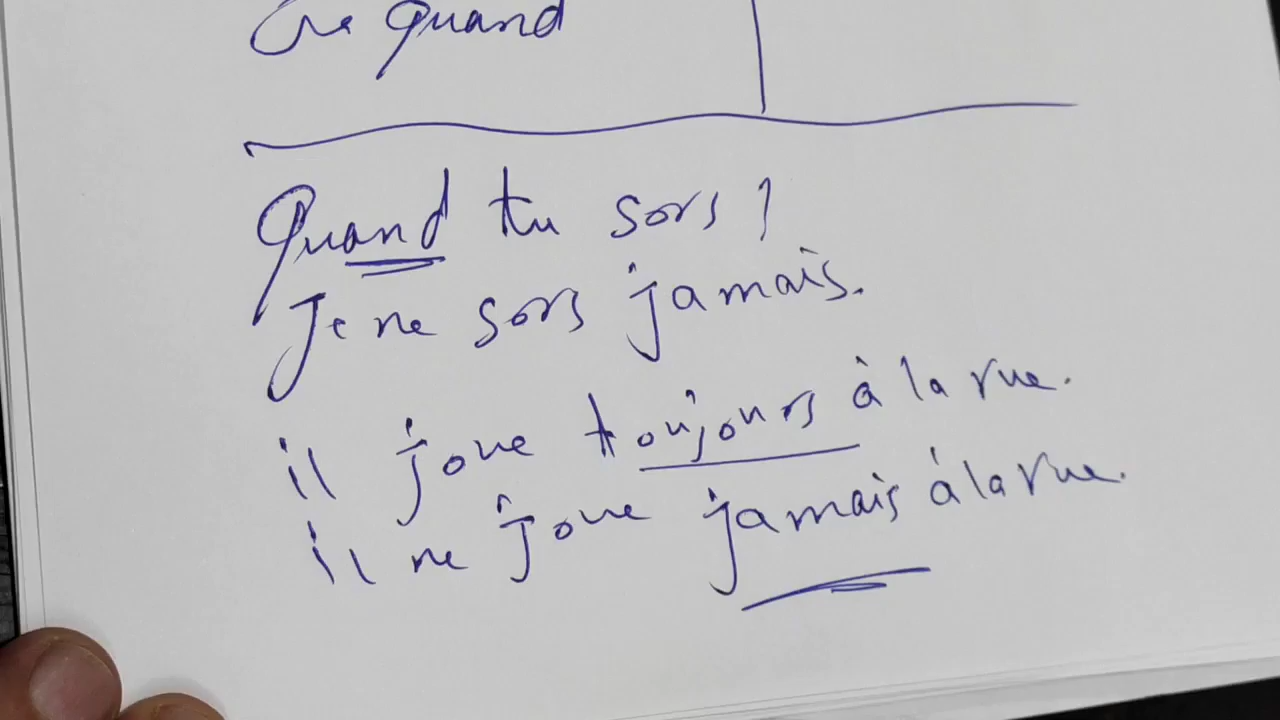 quand
Quand tu sors ?
Je ne sors jamais.
il joue toujours à la rue.
il ne joue jamais à la rue.